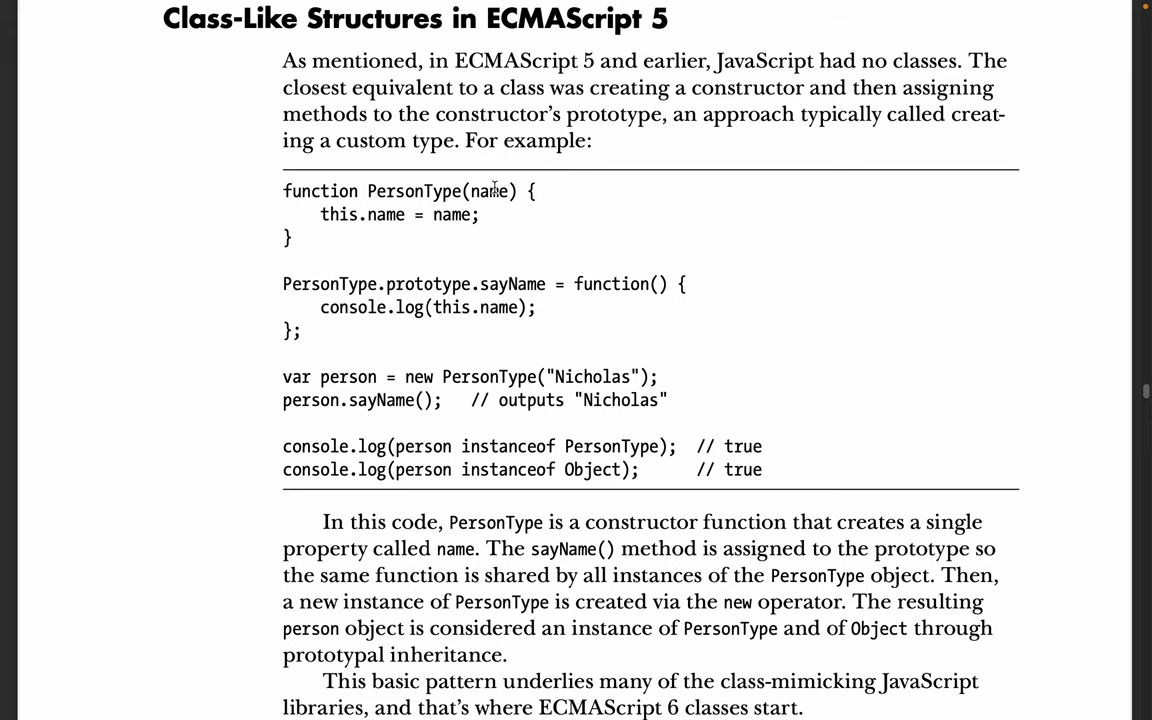 Class-Like Structures in ECMAScript 5
As mentioned, in ECMAScript 5 and earlier, JavaScript had no classes. The
closest equivalent to a class was creating a constructor and then assigning
methods to the constructor’s prototype, an approach typically called creat-
ing a custom type. For example:
function PersonType(name) {
    this.name = name;
}
PersonType.prototype.sayName = function() {
    console.log(this.name);
};
var person = new PersonType("Nicholas");
person.sayName();   // outputs "Nicholas"
console.log(person instanceof PersonType);  // true
console.log(person instanceof Object);      // true
In this code, PersonType is a constructor function that creates a single
property called name. The sayName() method is assigned to the prototype so
the same function is shared by all instances of the PersonType object. Then,
a new instance of PersonType is created via the new operator. The resulting
person object is considered an instance of PersonType and of Object through
prototypal inheritance.
This basic pattern underlies many of the class-mimicking JavaScript
libraries, and that’s where ECMAScript 6 classes start.